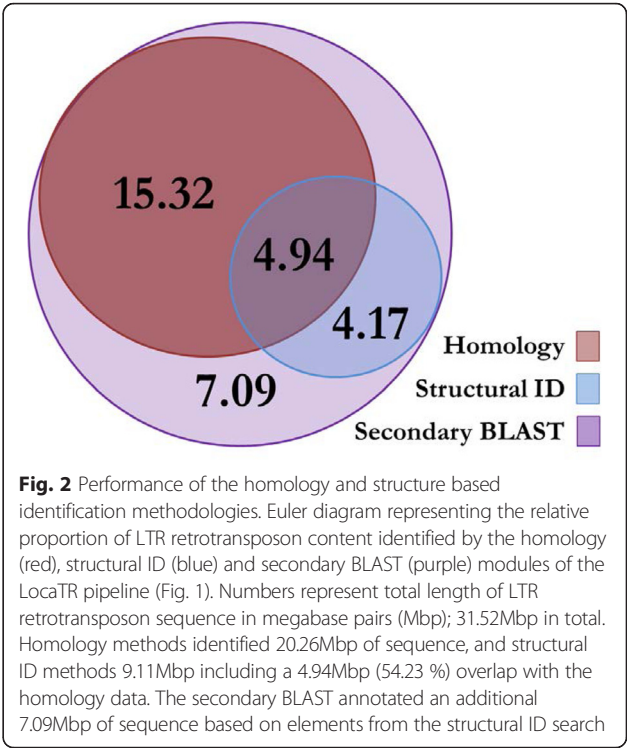 15.32
4.94
4.17
7.09
Homology
Structural ID
Secondary BLAST
Fig. 2 Performance of the homology and structure based
identification methodologies. Euler diagram representing the relative
proportion of LTR retrotransposon content identified by the homology
(red), structural ID (blue) and secondary BLAST (purple) modules of the
LocaTR pipeline (Fig. 1). Numbers represent total length of LTR
retrotransposon sequence in megabase pairs (Mbp); 31.52Mbp in total.
Homology methods identified 20.26Mbp of sequence, and structural
ID methods 9.11Mbp including a 4.94Mbp (54.23 %) overlap with the
homology data. The secondary BLAST annotated an additional
7.09Mbp of sequence based on elements from the structural ID search